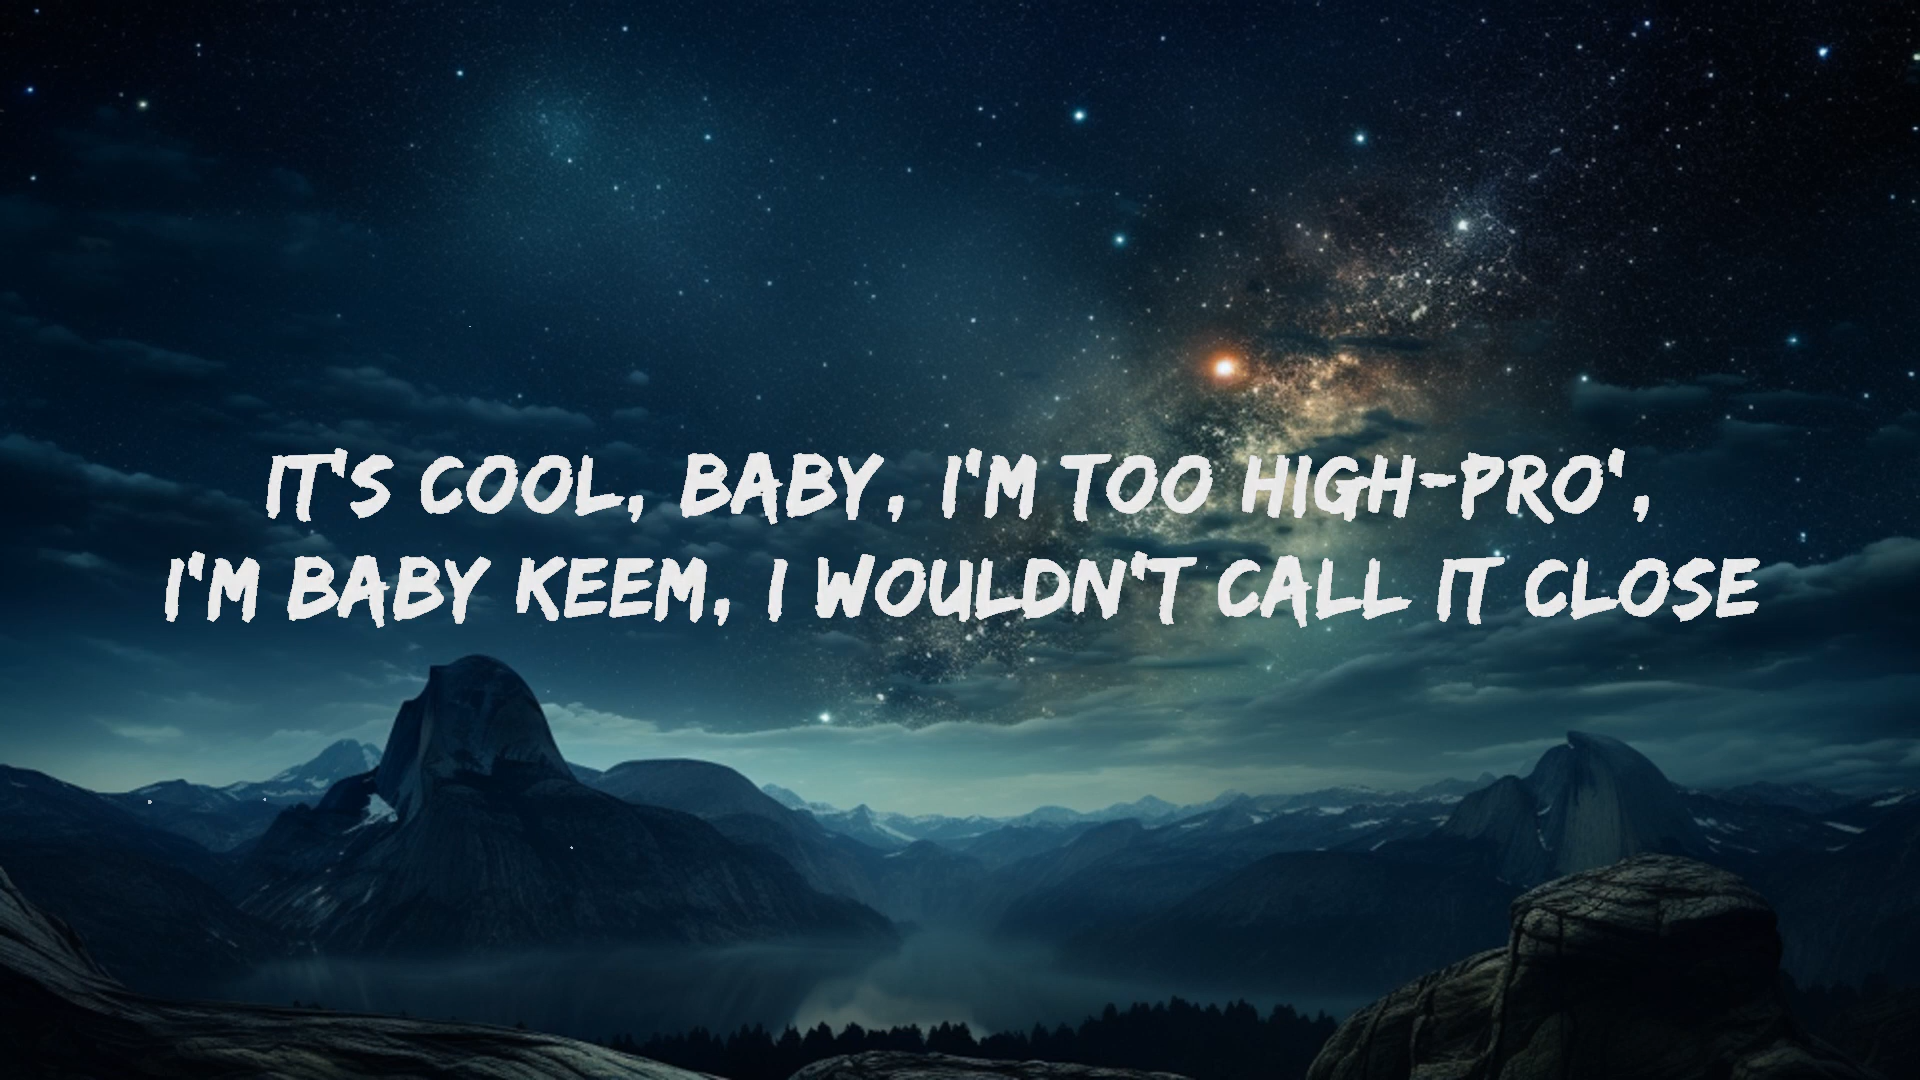 IT'S COOL, BABY, I'M TOO HIGH-PRO',
I'M BABY KEEM, I WOULDN'T CALL IT CLOSE